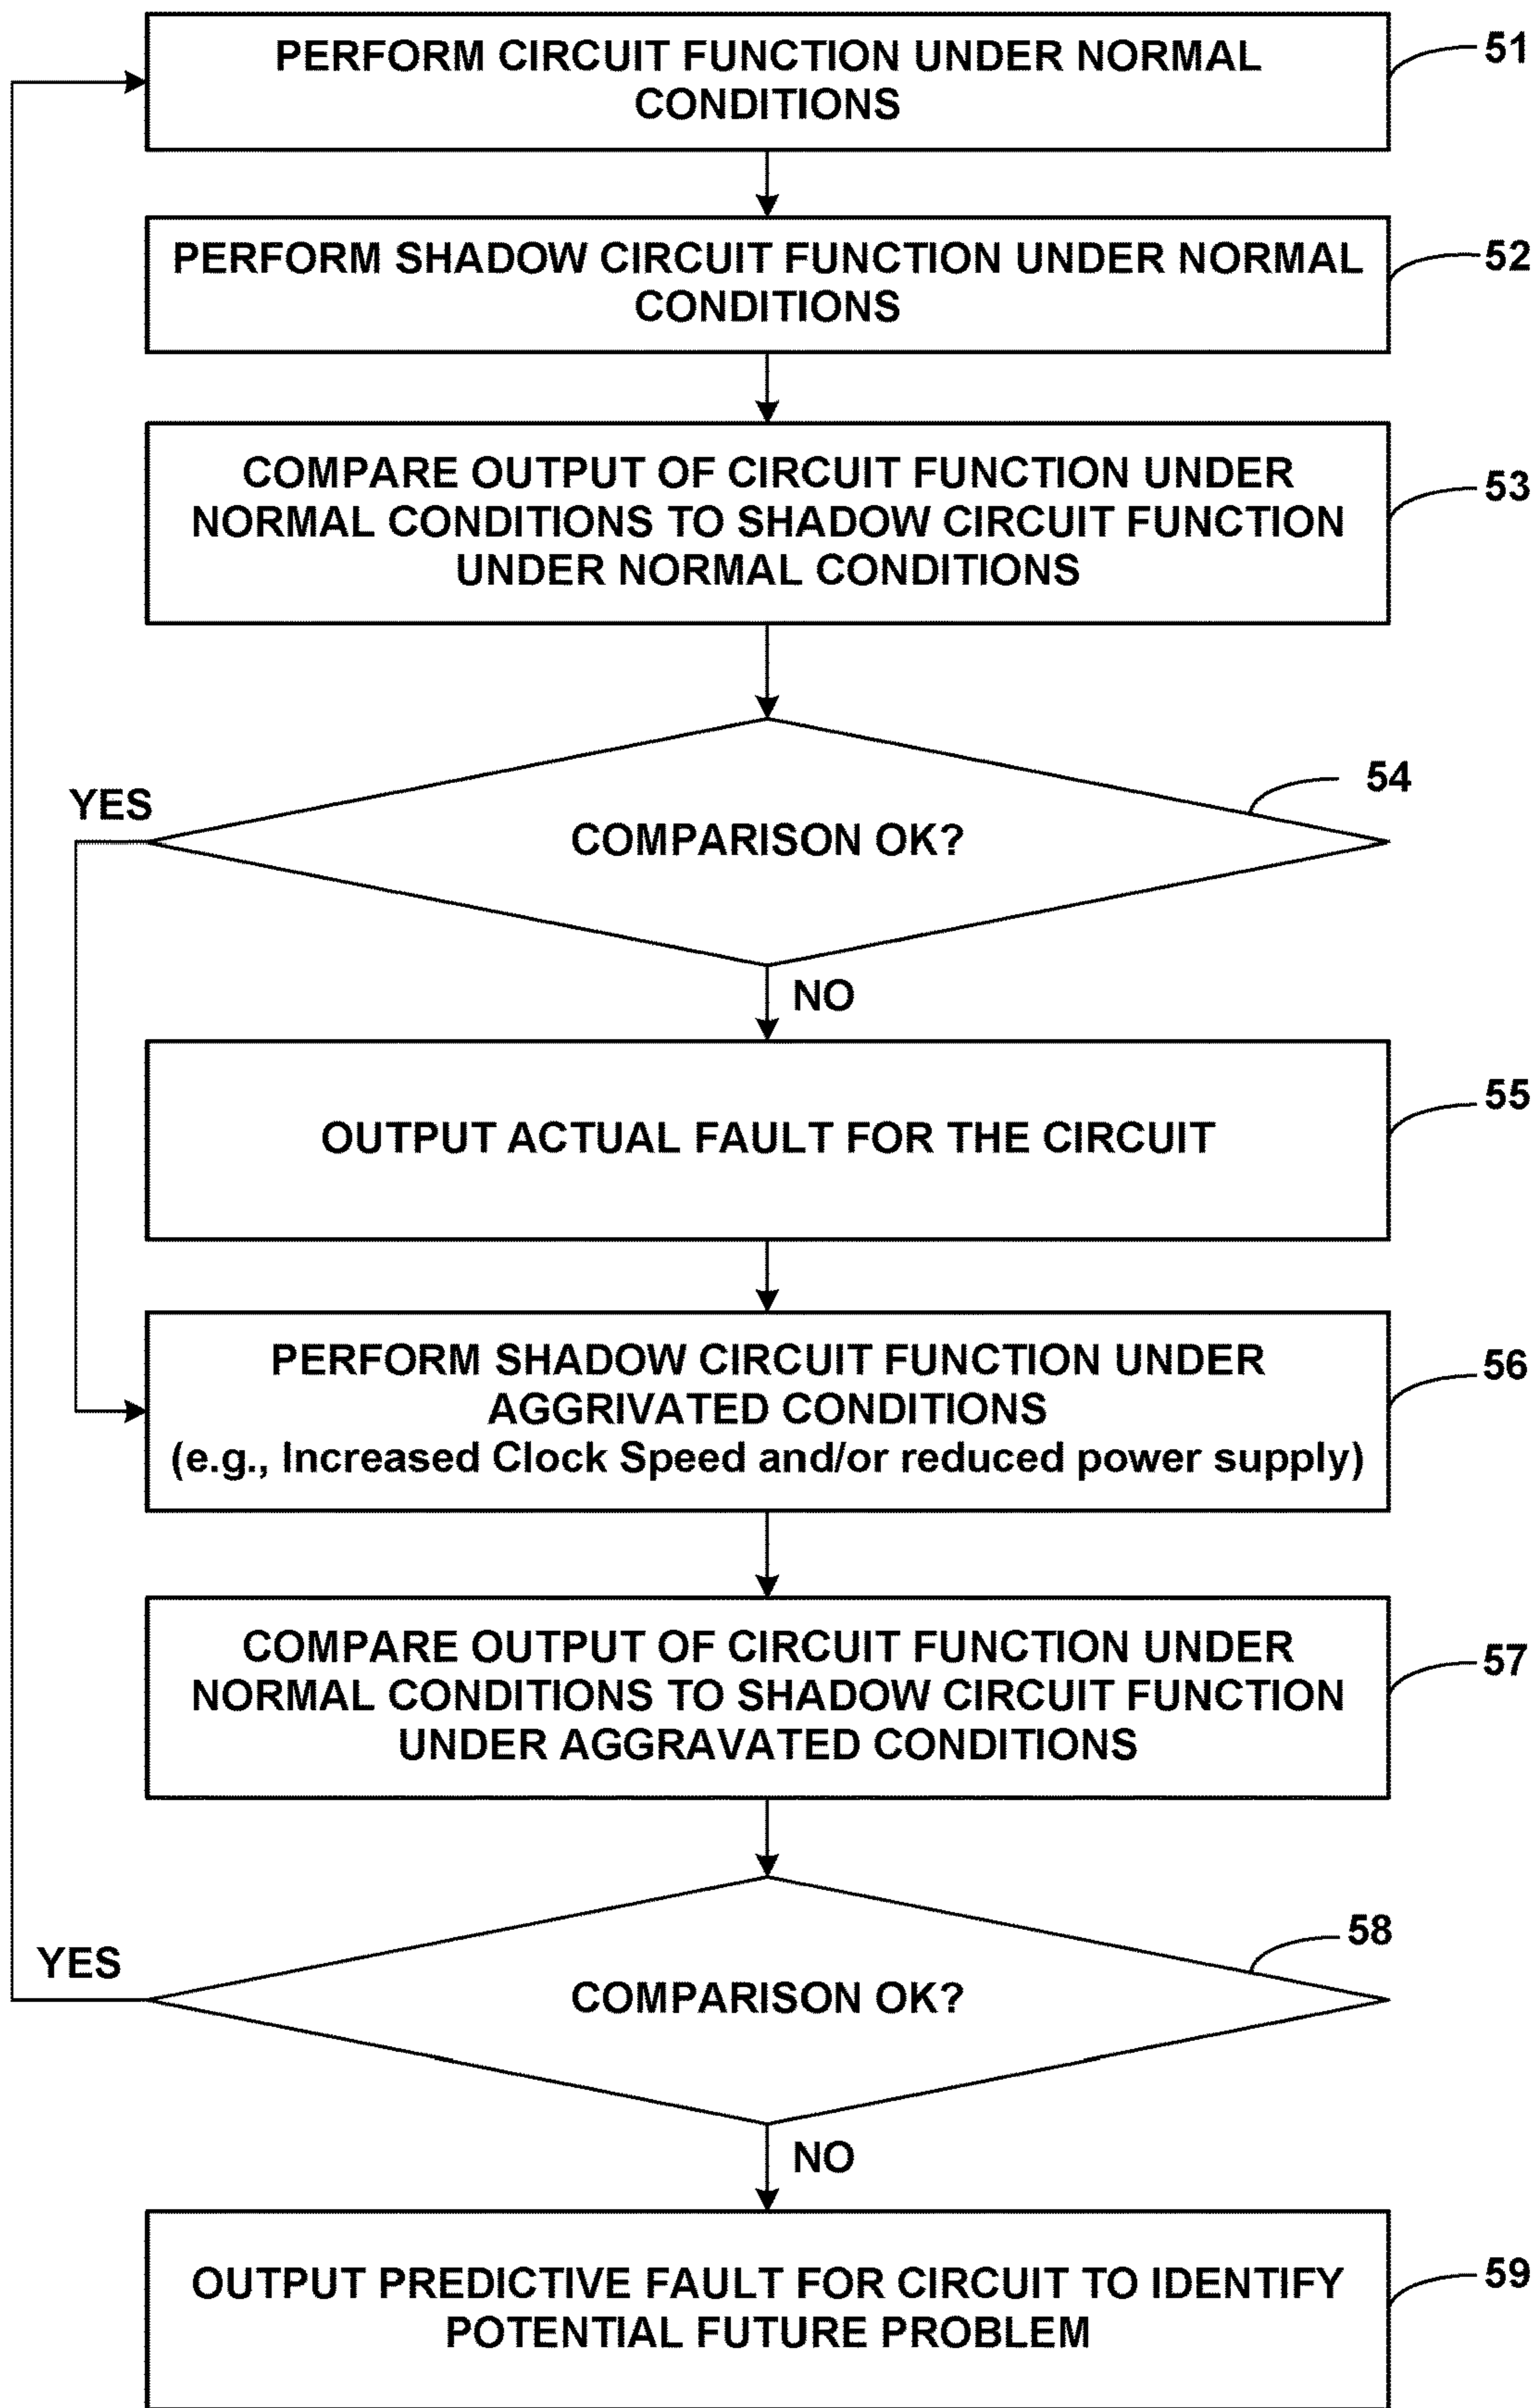 PERFORM CIRCUIT FUNCTION UNDER NORMAL
CONDITIONS
51
PERFORM SHADOW CIRCUIT FUNCTION UNDER NORMAL
CONDITIONS
52
COMPARE OUTPUT OF CIRCUIT FUNCTION UNDER
NORMAL CONDITIONS TO SHADOW CIRCUIT FUNCTION
UNDER NORMAL CONDITIONS
53
YES
54
COMPARISON OK?
NO
OUTPUT ACTUAL FAULT FOR THE CIRCUIT
55
PERFORM SHADOW CIRCUIT FUNCTION UNDER
AGGRIVATED CONDITIONS
(e.g., Increased Clock Speed and/or reduced power supply)
56
COMPARE OUTPUT OF CIRCUIT FUNCTION UNDER
NORMAL CONDITIONS TO SHADOW CIRCUIT FUNCTION
UNDER AGGRAVATED CONDITIONS
57
YES
58
COMPARISON OK?
NO
OUTPUT PREDICTIVE FAULT FOR CIRCUIT TO IDENTIFY
POTENTIAL FUTURE PROBLEM
59